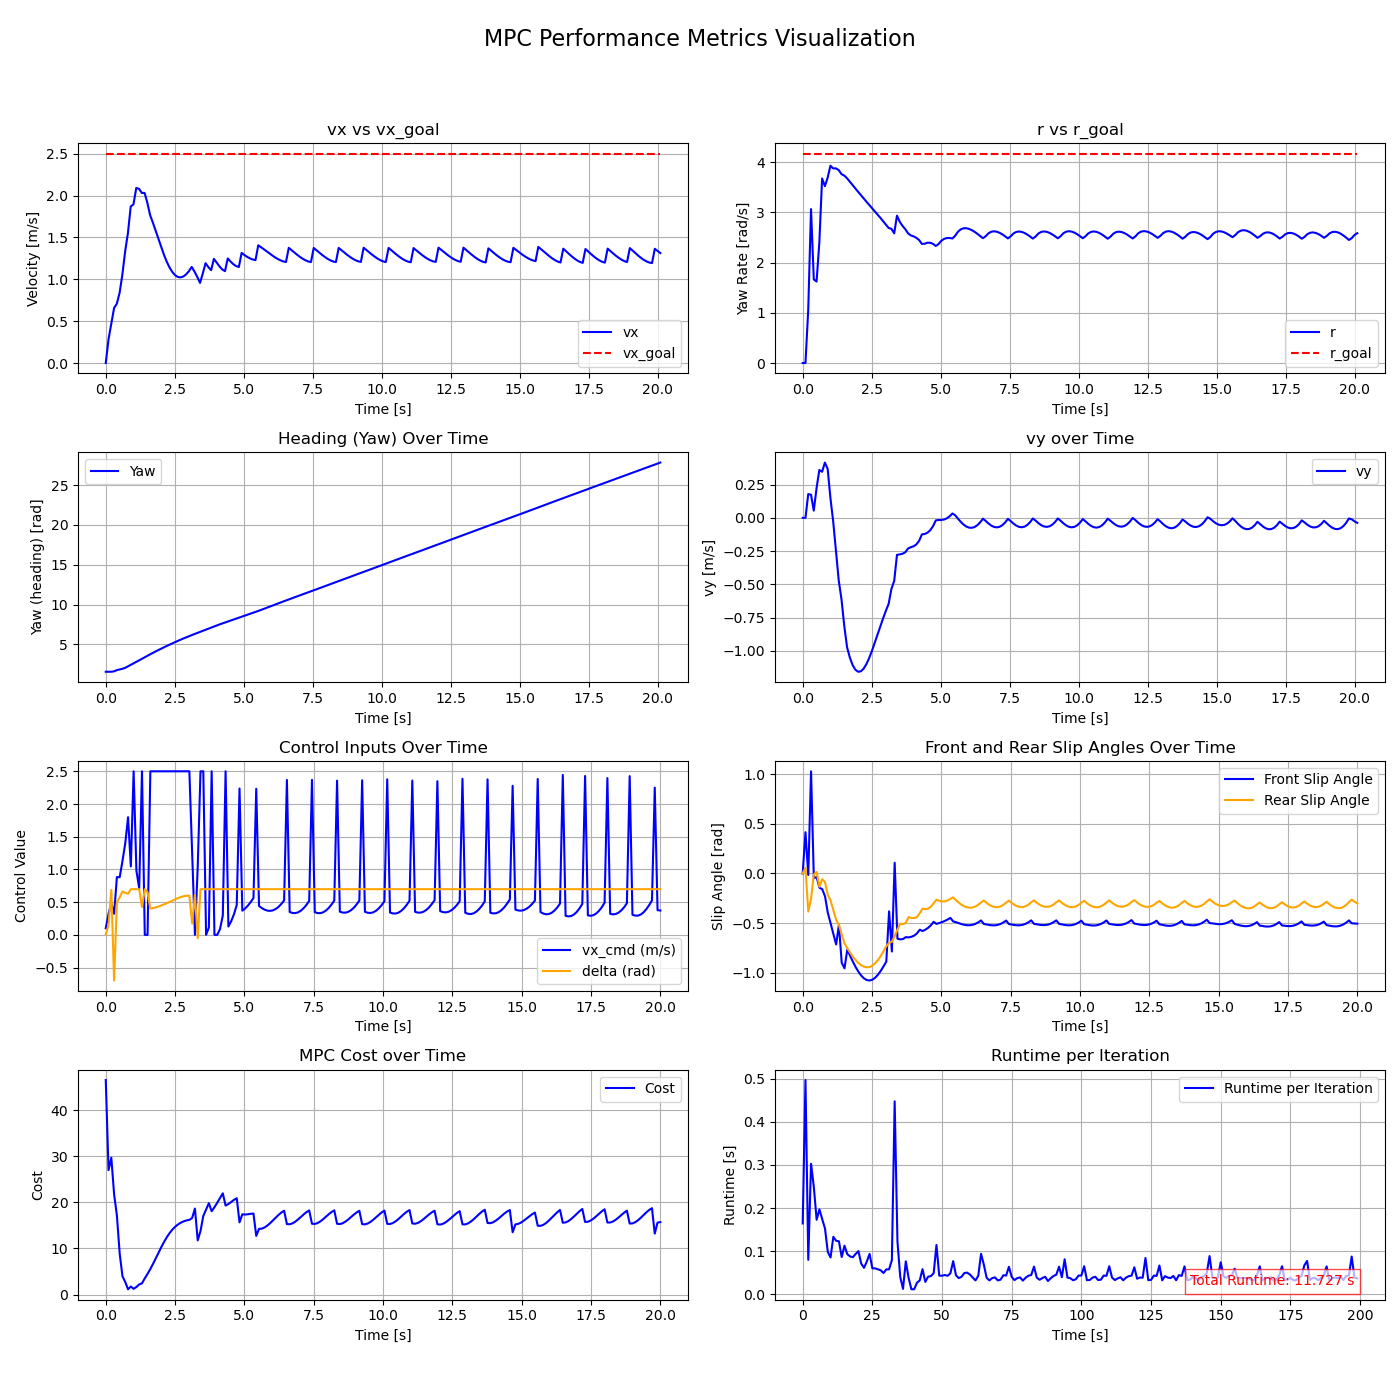 MPC Performance Metrics Visualization
vx vs vx_goal
Velocity [m/s]
2.5
2.0
1.5
1.0
0.5
0.0
vx
vx_goal
0.0 2.5 5.0 7.5 10.0 12.5 15.0 17.5 20.0
Time [s]
r vs r_goal
Yaw Rate [rad/s]
4
3
2
1
0
r
r_goal
0.0 2.5 5.0 7.5 10.0 12.5 15.0 17.5 20.0
Time [s]
Heading (Yaw) Over Time
Yaw (heading) [rad]
Yaw
25
20
15
10
5
0.0 2.5 5.0 7.5 10.0 12.5 15.0 17.5 20.0
Time [s]
vy over Time
vy [m/s]
vy
0.25
0.00
−0.25
−0.50
−0.75
−1.00
0.0 2.5 5.0 7.5 10.0 12.5 15.0 17.5 20.0
Time [s]
Control Inputs Over Time
Control Value
2.5
2.0
1.5
1.0
0.5
0.0
−0.5
vx_cmd (m/s)
delta (rad)
0.0 2.5 5.0 7.5 10.0 12.5 15.0 17.5 20.0
Time [s]
Front and Rear Slip Angles Over Time
Slip Angle [rad]
Front Slip Angle
Rear Slip Angle
1.0
0.5
0.0
−0.5
−1.0
0.0 2.5 5.0 7.5 10.0 12.5 15.0 17.5 20.0
Time [s]
MPC Cost over Time
Cost
Cost
40
30
20
10
0
0.0 2.5 5.0 7.5 10.0 12.5 15.0 17.5 20.0
Time [s]
Runtime per Iteration
Runtime [s]
Runtime per Iteration
0.5
0.4
0.3
0.2
0.1
0.0
Total Runtime: 11.727 s
0 25 50 75 100 125 150 175 200
Time [s]